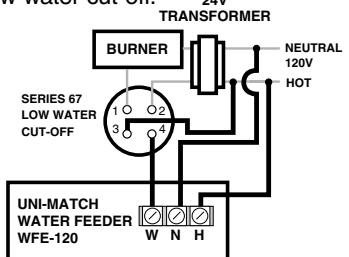 w water cut-off.
24V
TRANSFORMER
BURNER
NEUTRAL
120V
HOT
SERIES 67
LOW WATER
CUT-OFF
1 2
3 4
UNI-MATCH
WATER FEEDER
WFE-120
W N H